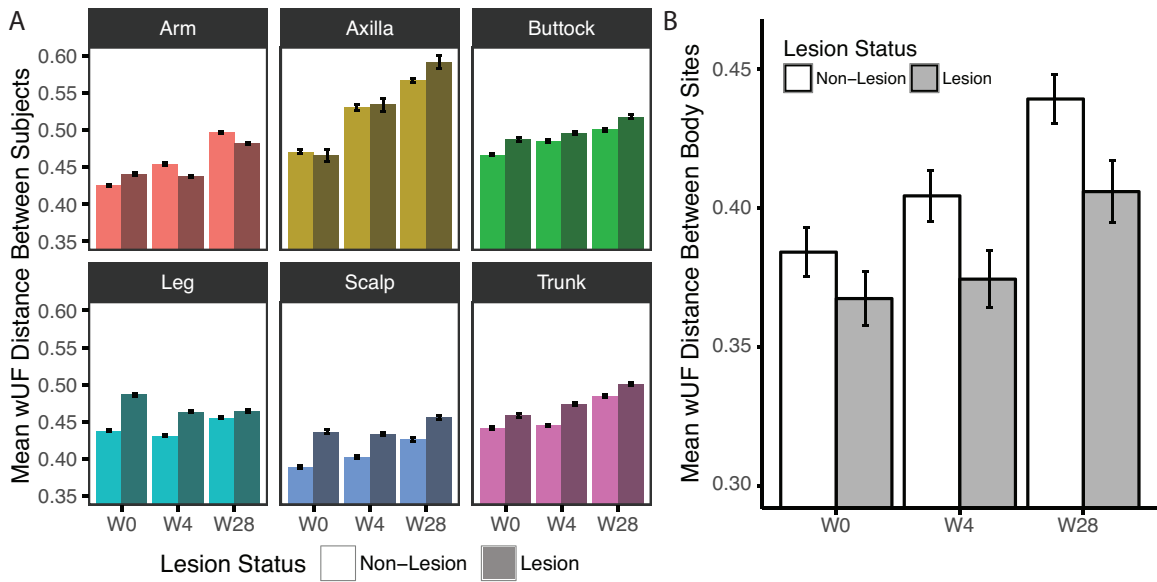 A
Mean wUF Distance Between Subjects
Arm
Axilla
Buttock
0.60
0.55
0.50
0.45
0.40
0.35
Leg
Scalp
Trunk
0.60
0.55
0.50
0.45
0.40
0.35
W0 W4 W28
W0 W4 W28
W0 W4 W28
Lesion Status Non-Lesion Lesion
B
Mean wUF Distance Between Body Sites
Lesion Status
Non-Lesion Lesion
0.45
0.40
0.35
0.30
W0 W4 W28